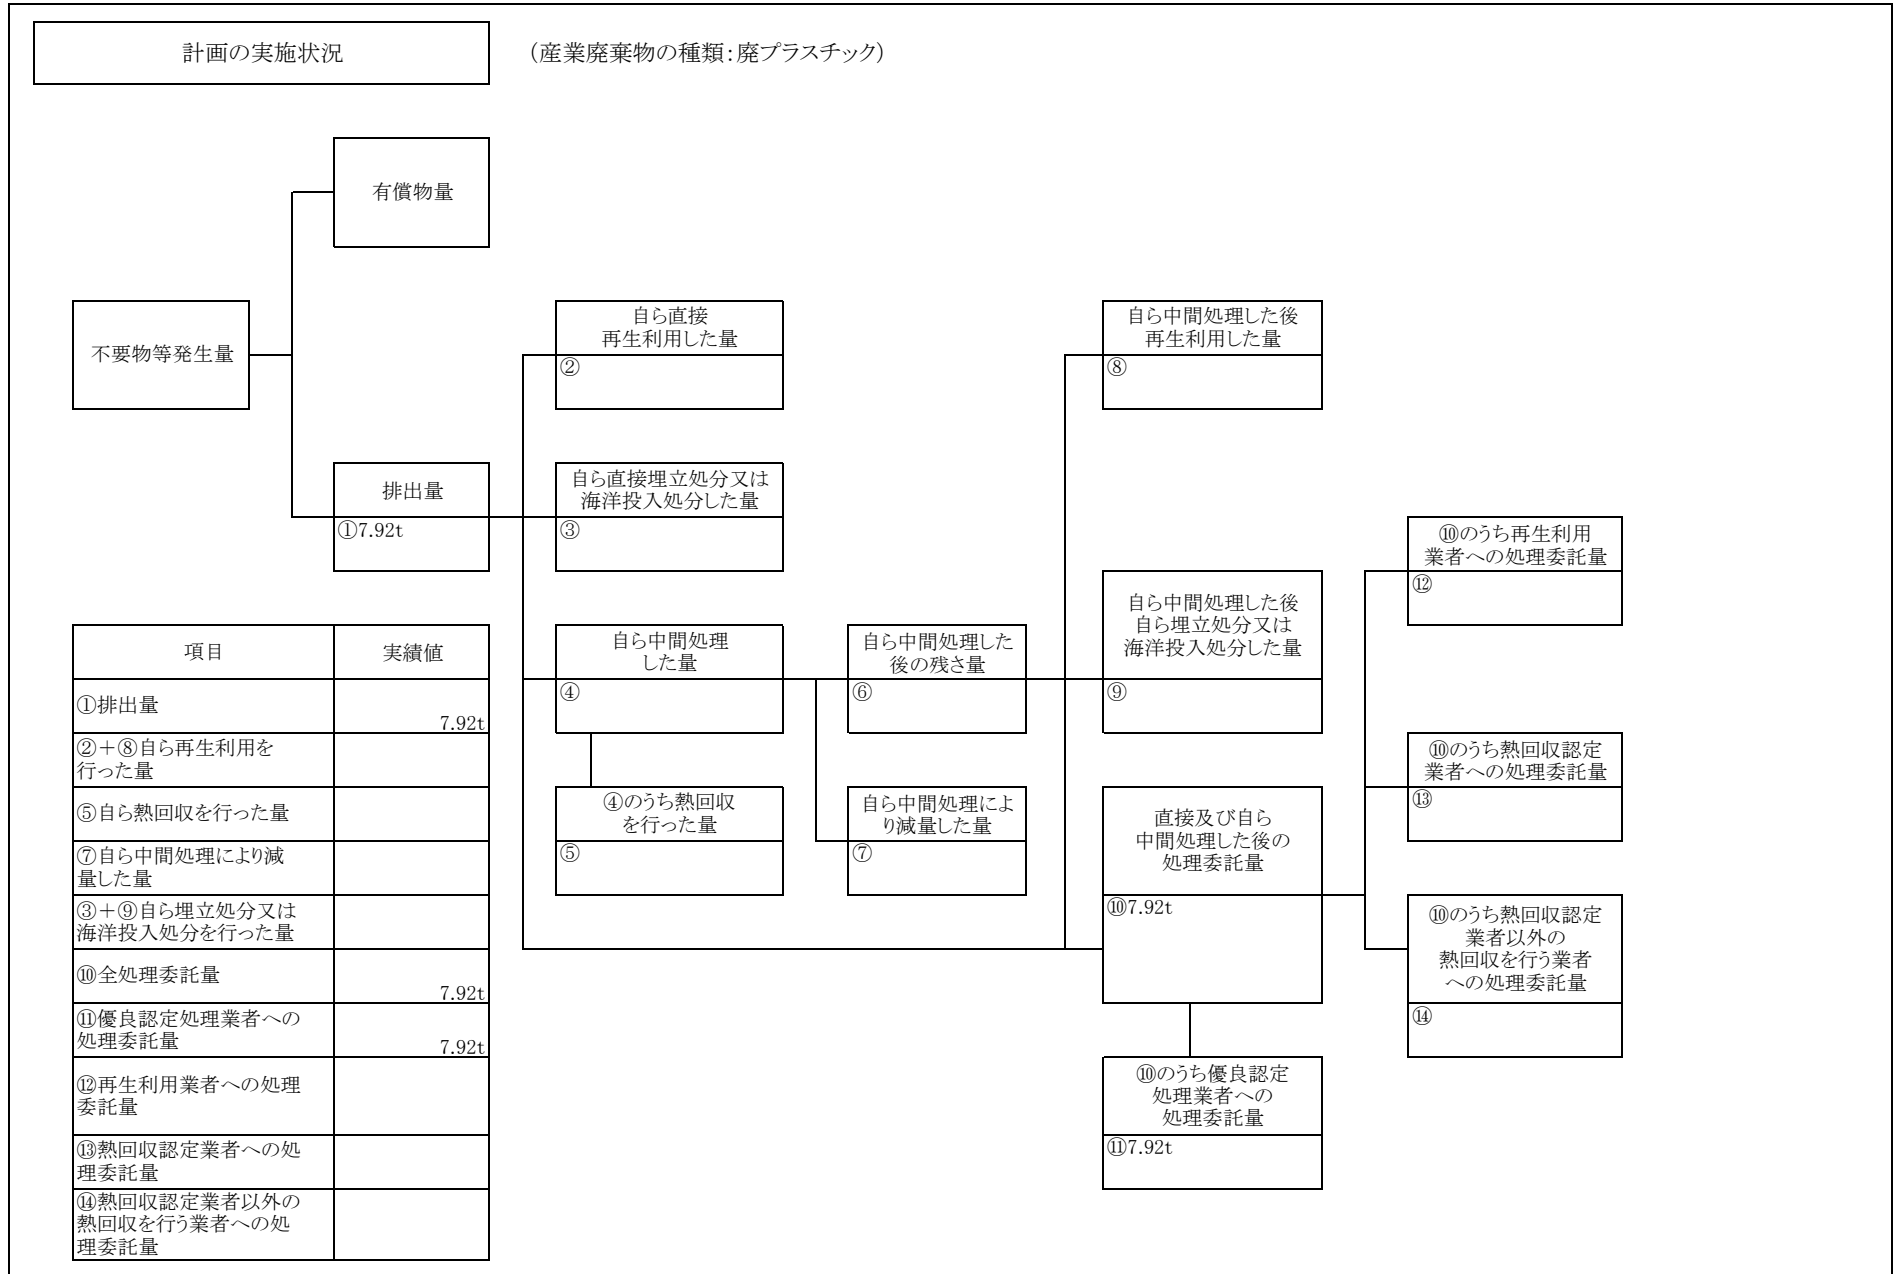 計画の実施状況
（産業廃棄物の種類：廃プラスチック）
有償物量
不要物等発生量
自ら直接
再生利用した量
②
自ら中間処理した後
再生利用した量
⑧
排出量
①7.92t
自ら直接埋立処分又は
海洋投入処分した量
③
⑩のうち再生利用
業者への処理委託量
⑫
自ら中間処理した後
自ら埋立処分又は
海洋投入処分した量
⑨
自ら中間処理
した量
④
自ら中間処理した
後の残さ量
⑥
⑩のうち熱回収認定
業者への処理委託量
⑬
④のうち熱回収
を行った量
⑤
自ら中間処理によ
り減量した量
⑦
直接及び自ら
中間処理した後の
処理委託量
⑩7.92t
⑩のうち熱回収認定
業者以外の
熱回収を行う業者
への処理委託量
⑭
⑩のうち優良認定
処理業者への
処理委託量
⑪7.92t
項目
実績値
①排出量
7.92t
②＋⑧自ら再生利用を
行った量
⑤自ら熱回収を行った量
⑦自ら中間処理により減
量した量
③＋⑨自ら埋立処分又は
海洋投入処分を行った量
⑩全処理委託量
7.92t
⑪優良認定処理業者への
処理委託量
7.92t
⑫再生利用業者への処理
委託量
⑬熱回収認定業者への処
理委託量
⑭熱回収認定業者以外の
熱回収を行う業者への処
理委託量